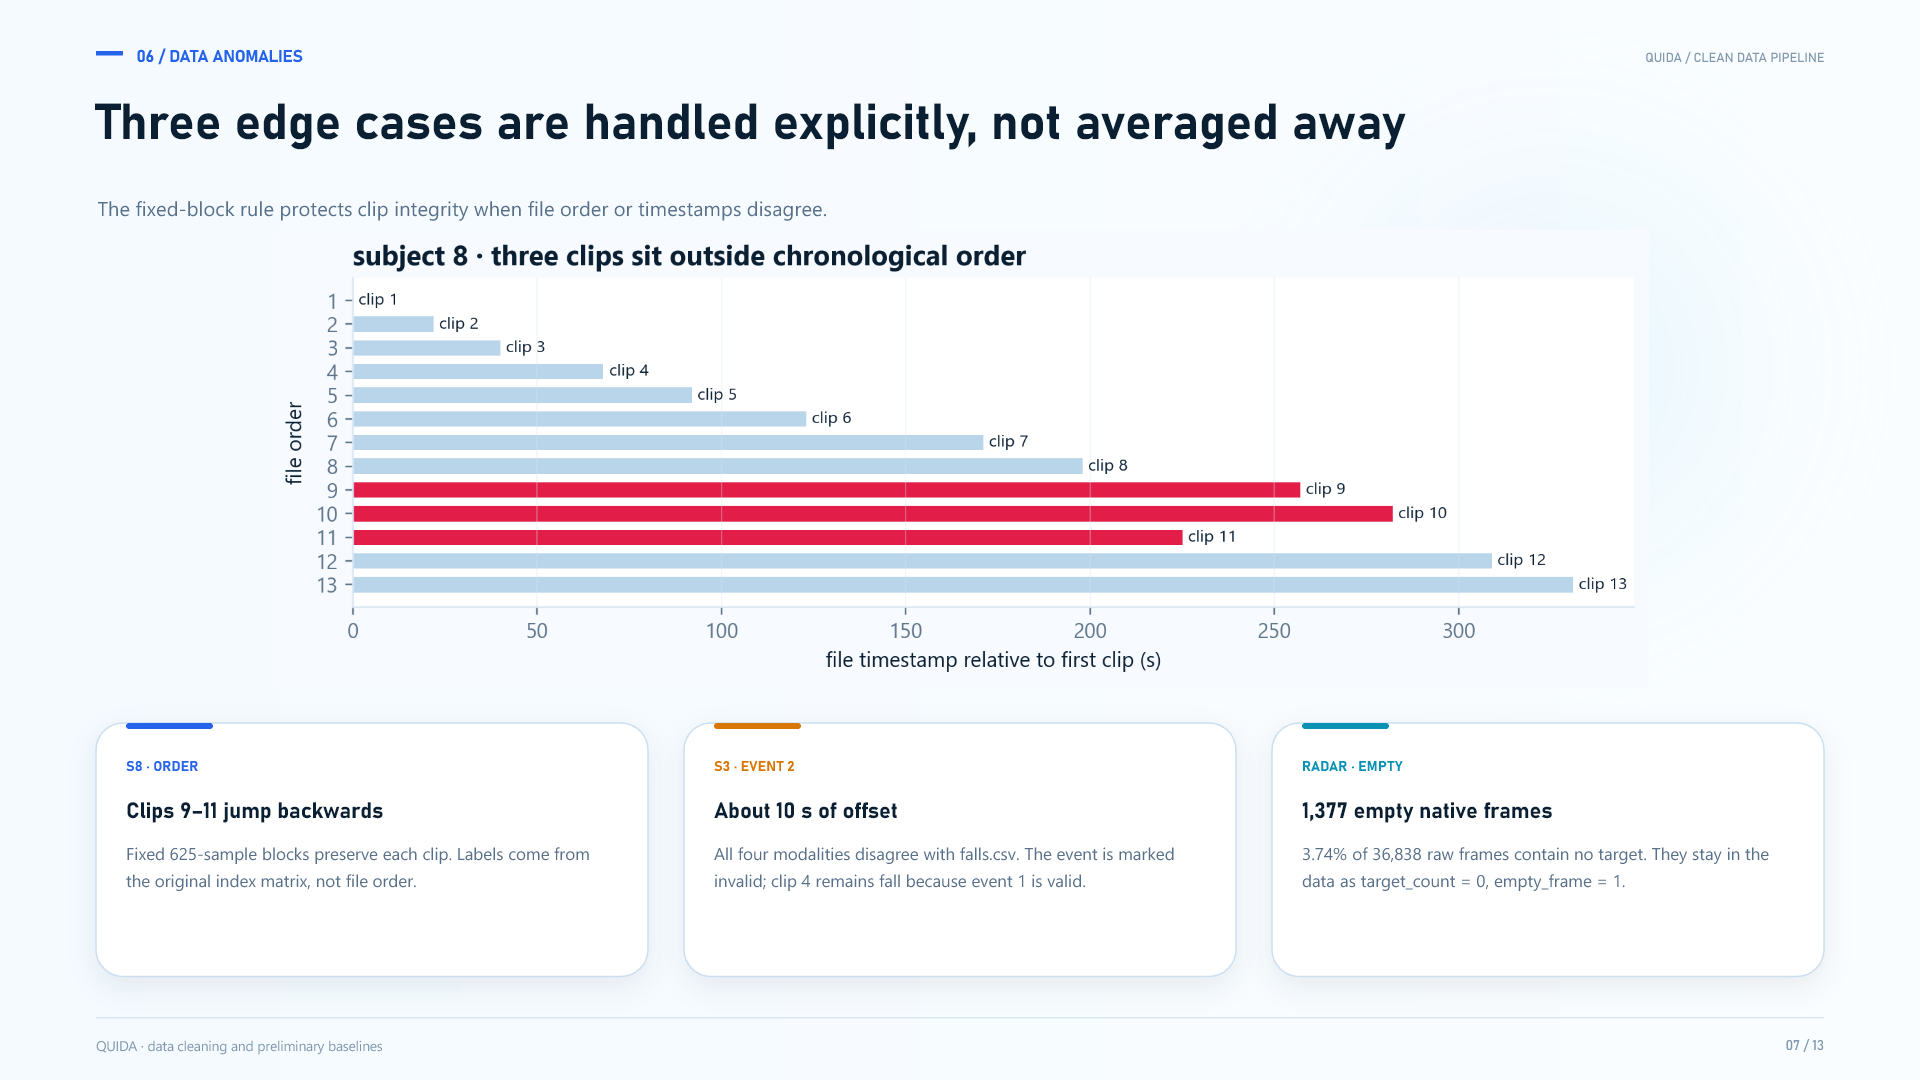 06 / DATA ANOMALIES
QUIDA / CLEAN DATA PIPELINE
Three edge cases are handled explicitly, not averaged away
The fixed-block rule protects clip integrity when file order or timestamps disagree.
subject 8 · three clips sit outside chronological order
file order
1 clip 1
2 clip 2
3 clip 3
4 clip 4
5 clip 5
6 clip 6
7 clip 7
8 clip 8
9 clip 9
10 clip 10
11 clip 11
12 clip 12
13 clip 13
0 50 100 150 200 250 300
file timestamp relative to first clip (s)
S8 · ORDER
Clips 9–11 jump backwards
Fixed 625-sample blocks preserve each clip. Labels come from
the original index matrix, not file order.
S3 · EVENT 2
About 10 s of offset
All four modalities disagree with falls.csv. The event is marked
invalid; clip 4 remains fall because event 1 is valid.
RADAR · EMPTY
1,377 empty native frames
3.74% of 36,838 raw frames contain no target. They stay in the
data as target_count = 0, empty_frame = 1.
QUIDA · data cleaning and preliminary baselines
07 / 13